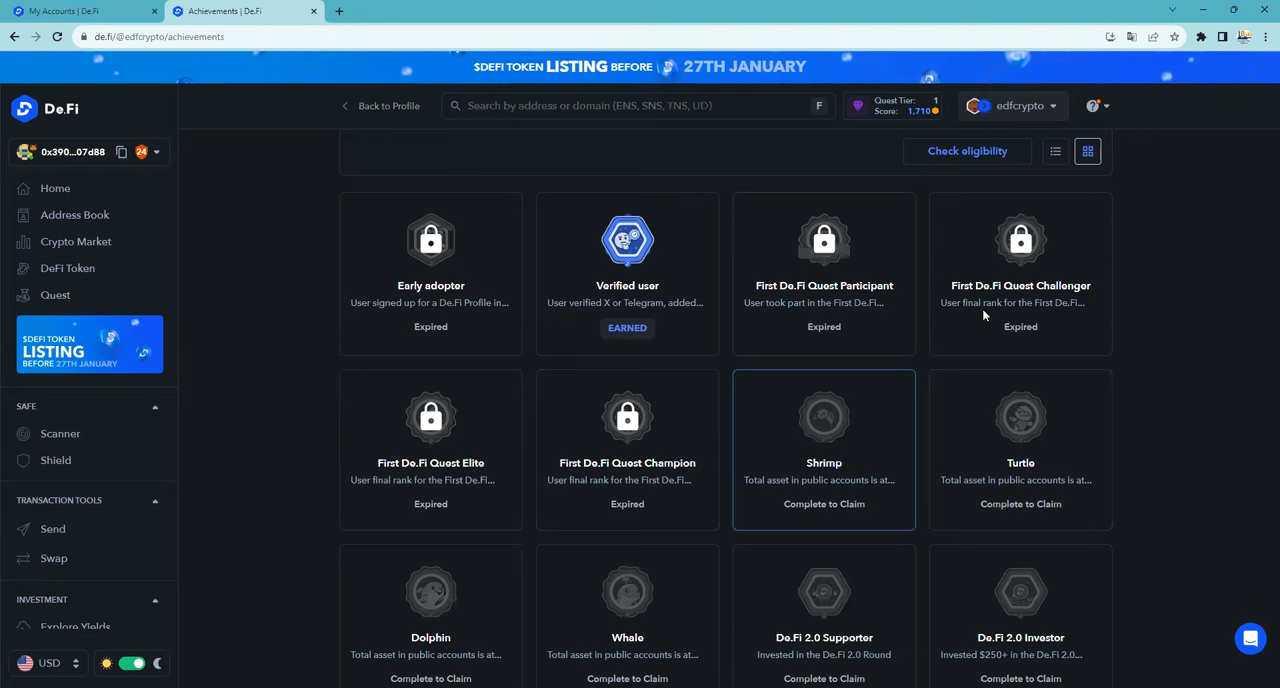 My Accounts | De.Fi
Achievements | De.Fi
de.fi/@edfcrypto/achievements
$DEFI TOKEN LISTING BEFORE 27TH JANUARY
De.Fi
Back to Profile
Search by address or domain (ENS, SNS, TNS, UD)
F
Quest Tier: 1
Score: 1,710
edfcrypto
?
0x390...07d88
24
Check eligibility
Home
Address Book
Crypto Market
DeFi Token
Quest
$DEFI TOKEN
LISTING
BEFORE 27TH JANUARY
SAFE
Scanner
Shield
TRANSACTION TOOLS
Send
Swap
INVESTMENT
Explore Yields
USD
Early adopter
User signed up for a De.Fi Profile in...
Expired
Verified user
User verified X or Telegram, added...
EARNED
First De.Fi Quest Participant
User took part in the First De.Fi...
Expired
First De.Fi Quest Challenger
User final rank for the First De.Fi...
Expired
First De.Fi Quest Elite
User final rank for the First De.Fi...
Expired
First De.Fi Quest Champion
User final rank for the First De.Fi...
Expired
Shrimp
Total asset in public accounts is at...
Complete to Claim
Turtle
Total asset in public accounts is at...
Complete to Claim
Dolphin
Total asset in public accounts is at...
Complete to Claim
Whale
Total asset in public accounts is at...
Complete to Claim
De.Fi 2.0 Supporter
Invested in the De.Fi 2.0 Round
Complete to Claim
De.Fi 2.0 Investor
Invested $250+ in the De.Fi 2.0...
Complete to Claim